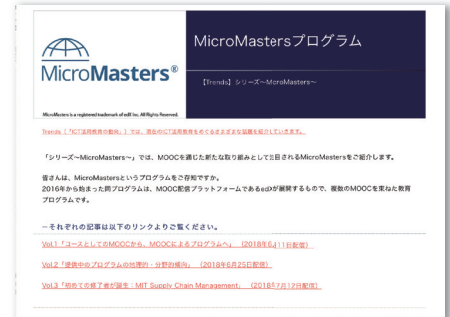 MicroMastersプログラム
MicroMasters®
【Trends】シリーズ～MoroMasters～
MicroMasters is a registered trademark of edX Inc. All Rights Reserved.
Trends（「ICT活用教育の動向」）では、現在のICT活用教育をめぐるさまざまな話題を紹介していきます。
「シリーズ～MicroMasters～」では、MOOCを通じた新たな取り組みとして注目されるMicroMastersをご紹介します。
皆さんは、MicroMastersというプログラムをご存知ですか。
2016年から始まった同プログラムは、MOOC配信プラットフォームであるedXが展開するもので、複数のMOOCを束ねた教育
プログラムです。
－それぞれの記事は以下のリンクよりご覧ください。
Vol.1「コースとしてのMOOCから、MOOCによるプログラムへ」（2018年6月11日配信）
Vol.2「提供中のプログラムの地理的・分野的傾向」（2018年6月25日配信）
Vol.3「初めての修了者が誕生：MIT Supply Chain Management」（2018年7月12日配信）